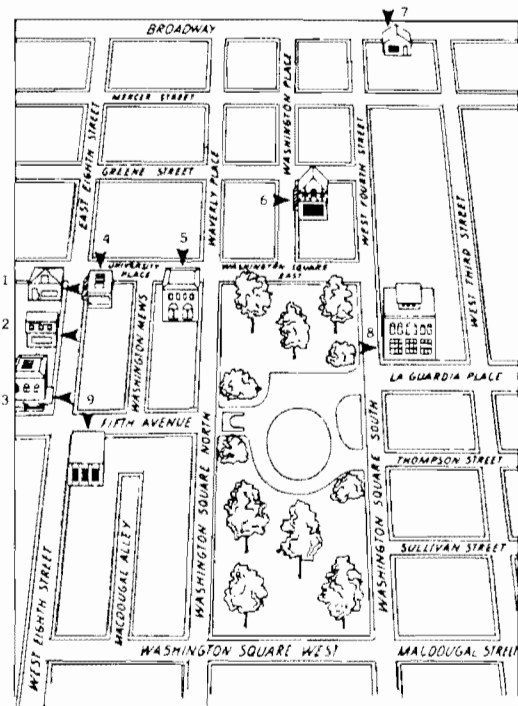 7
BROADWAY
MERCER STREET
EAST EIGHTH STREET
WASHINGTON PLACE
GREENE STREET
WAVERLY PLACE
6
WEST FOURTH STREET
WEST THIRD STREET
4
5
UNIVERSITY PLACE
WASHINGTON SQUARE EAST
1
2
WASHINGTON MEWS
8
3
9
LA GUARDIA PLACE
FIFTH AVENUE
WASHINGTON SQUARE NORTH
WASHINGTON SQUARE SOUTH
THOMPSON STREET
MACDOUGAL ALLEY
SULLIVAN STREET
WEST EIGHTH STREET
WASHINGTON SQUARE WEST
MACDOUGAL STREET